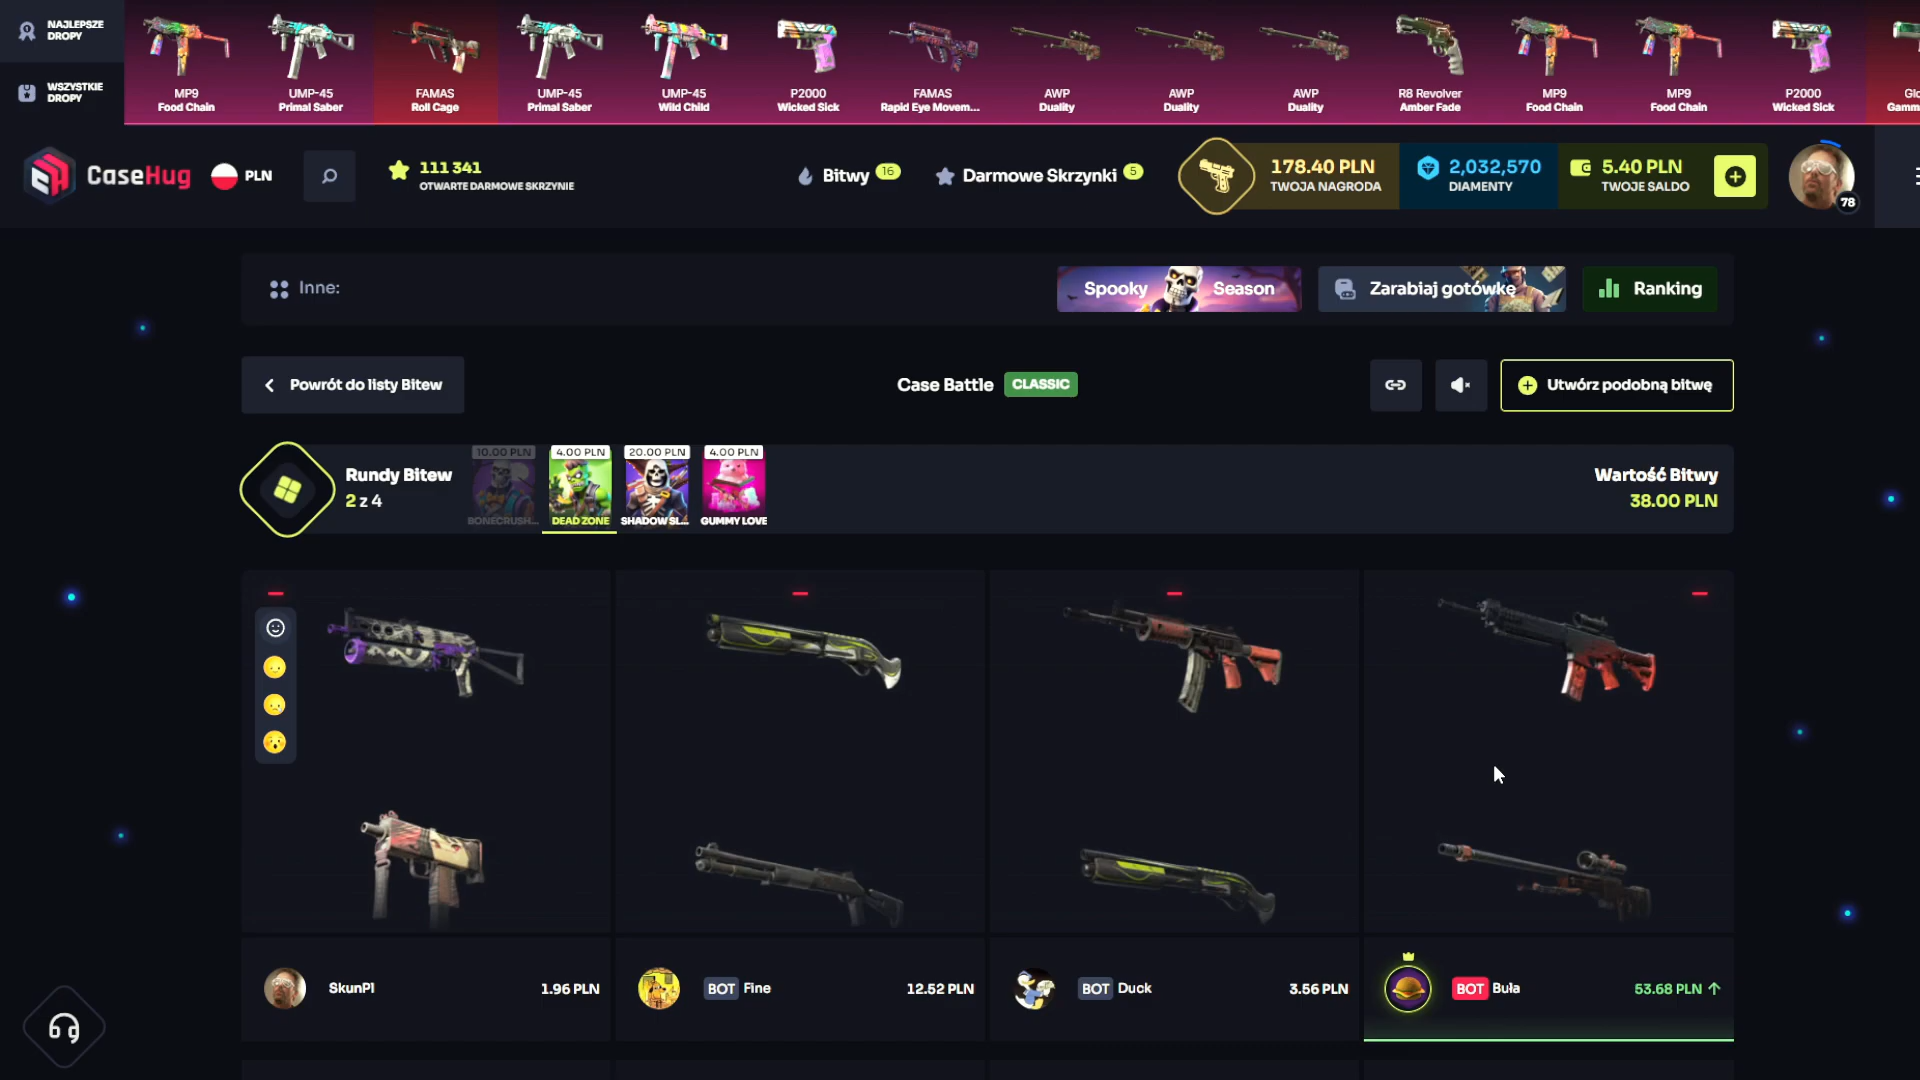 NAJLEPSZE DROPY
WSZYSTKIE DROPY
MP9
Food Chain
UMP-45
Primal Saber
FAMAS
Roll Cage
UMP-45
Primal Saber
UMP-45
Wild Child
P2000
Wicked Sick
FAMAS
Rapid Eye Movem...
AWP
Duality
AWP
Duality
AWP
Duality
R8 Revolver
Amber Fade
MP9
Food Chain
MP9
Food Chain
P2000
Wicked Sick
CaseHug
PLN
111 341
OTWARTE DARMOWE SKRZYNIE
Bitwy 16
Darmowe Skrzynki 5
178.40 PLN
TWOJA NAGRODA
2,032,570
DIAMENTY
5.40 PLN
TWOJE SALDO
78
Inne:
Spooky Season
Zarabiaj gotówkę
Ranking
Powrót do listy Bitew
Case Battle CLASSIC
Utwórz podobną bitwę
Rundy Bitew
2 z 4
10.00 PLN
BONECRUSH...
4.00 PLN
DEAD ZONE
20.00 PLN
SHADOW SL...
4.00 PLN
GUMMY LOVE
Wartość Bitwy
38.00 PLN
SkunPl 1.96 PLN
BOT Fine 12.52 PLN
BOT Duck 3.56 PLN
BOT Buła 53.68 PLN